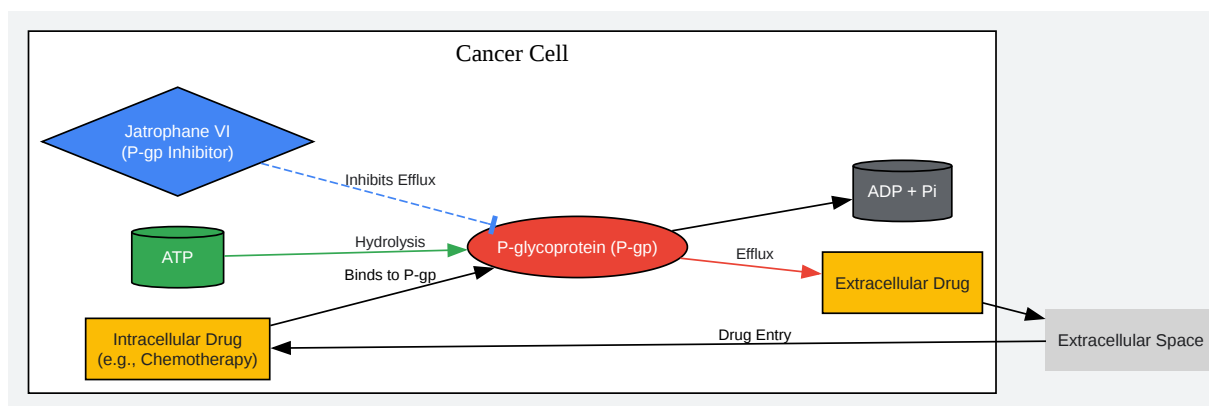 Cancer Cell
Jatrophane VI
(P-gp Inhibitor)
Inhibits Efflux
ADP + Pi
Hydrolysis
P-glycoprotein (P-gp)
ATP
Efflux
Binds to P-gp
Extracellular Drug
Intracellular Drug
(e.g., Chemotherapy)
Drug Entry
Extracellular Space